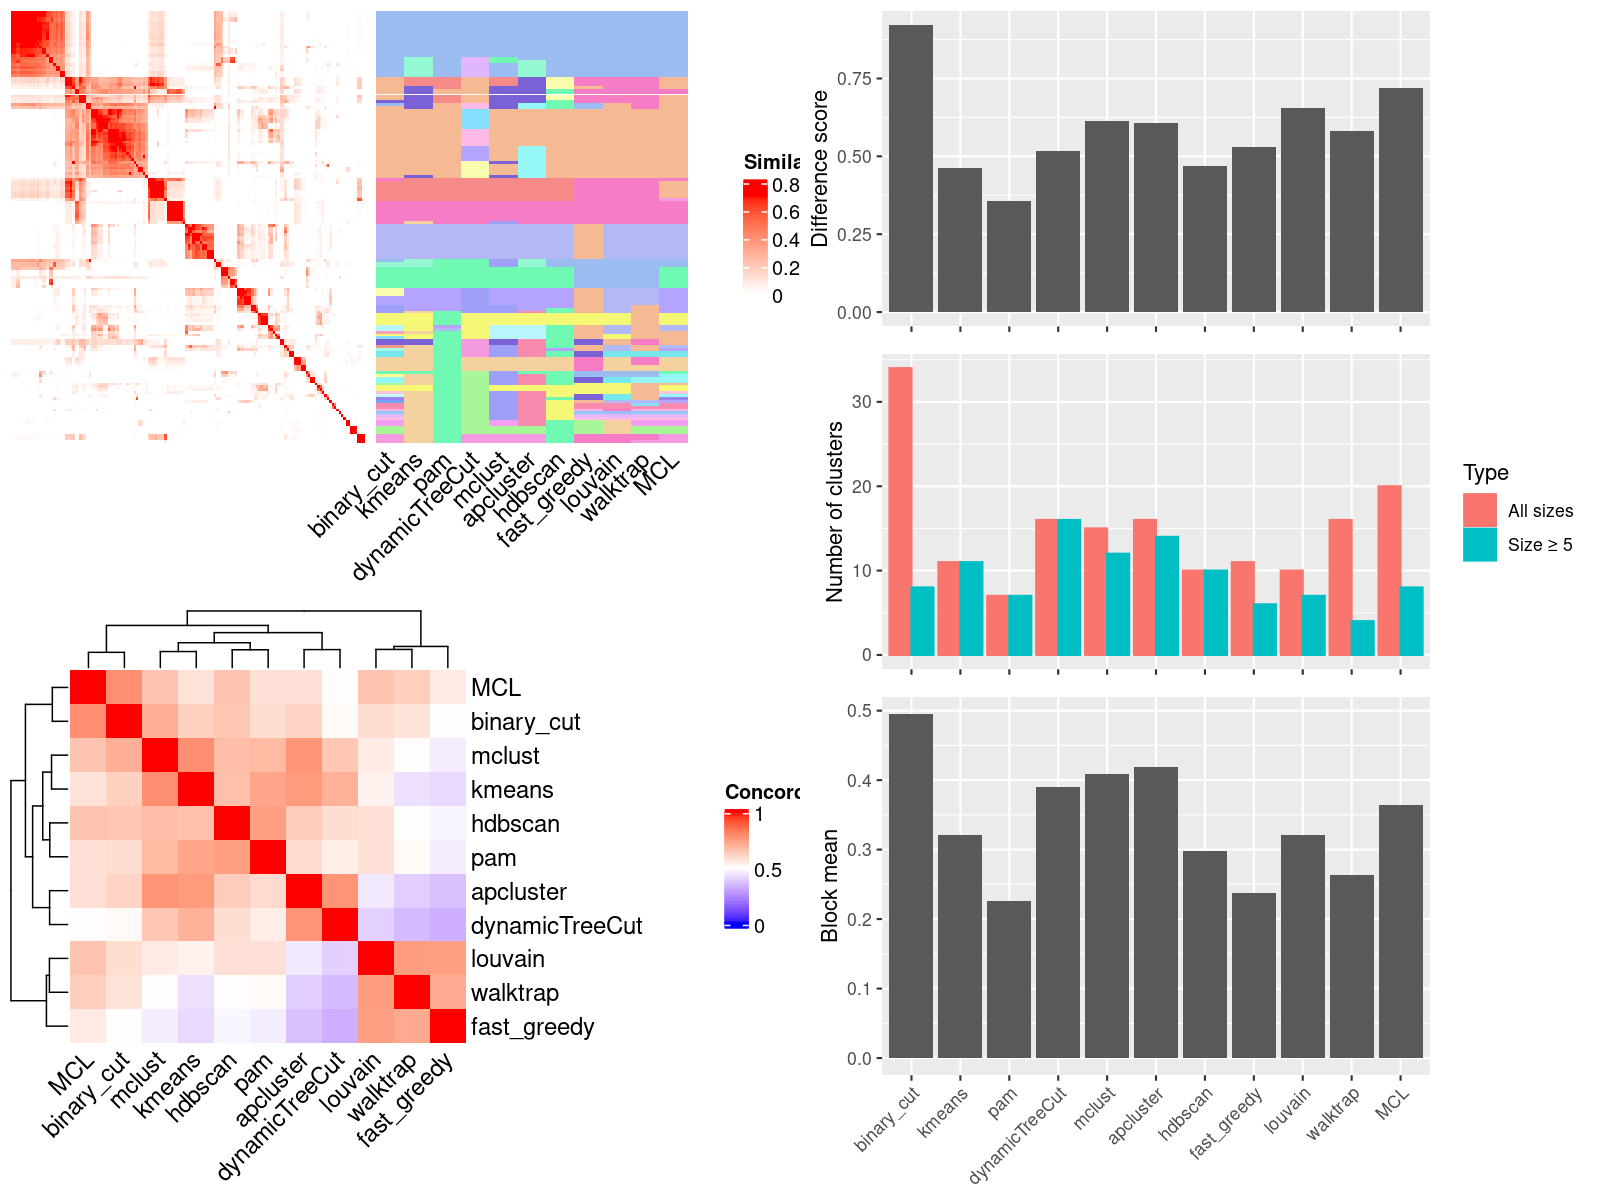 Simila
0.8
0.6
0.4
0.2
0
binary_cut
kmeans
pam
dynamicTreeCut
mclust
apcluster
hdbscan
fast_greedy
louvain
walktrap
MCL
Difference score
0.75
0.50
0.25
0.00
Number of clusters
30
20
10
0
Type
All sizes
Size ≥ 5
MCL
binary_cut
mclust
kmeans
hdbscan
pam
apcluster
dynamicTreeCut
louvain
walktrap
fast_greedy
MCL
binary_cut
mclust
kmeans
hdbscan
pam
apcluster
dynamicTreeCut
louvain
walktrap
fast_greedy
Concord
1
0.5
0
Block mean
0.5
0.4
0.3
0.2
0.1
0.0
binary_cut
kmeans
pam
dynamicTreeCut
mclust
apcluster
hdbscan
fast_greedy
louvain
walktrap
MCL